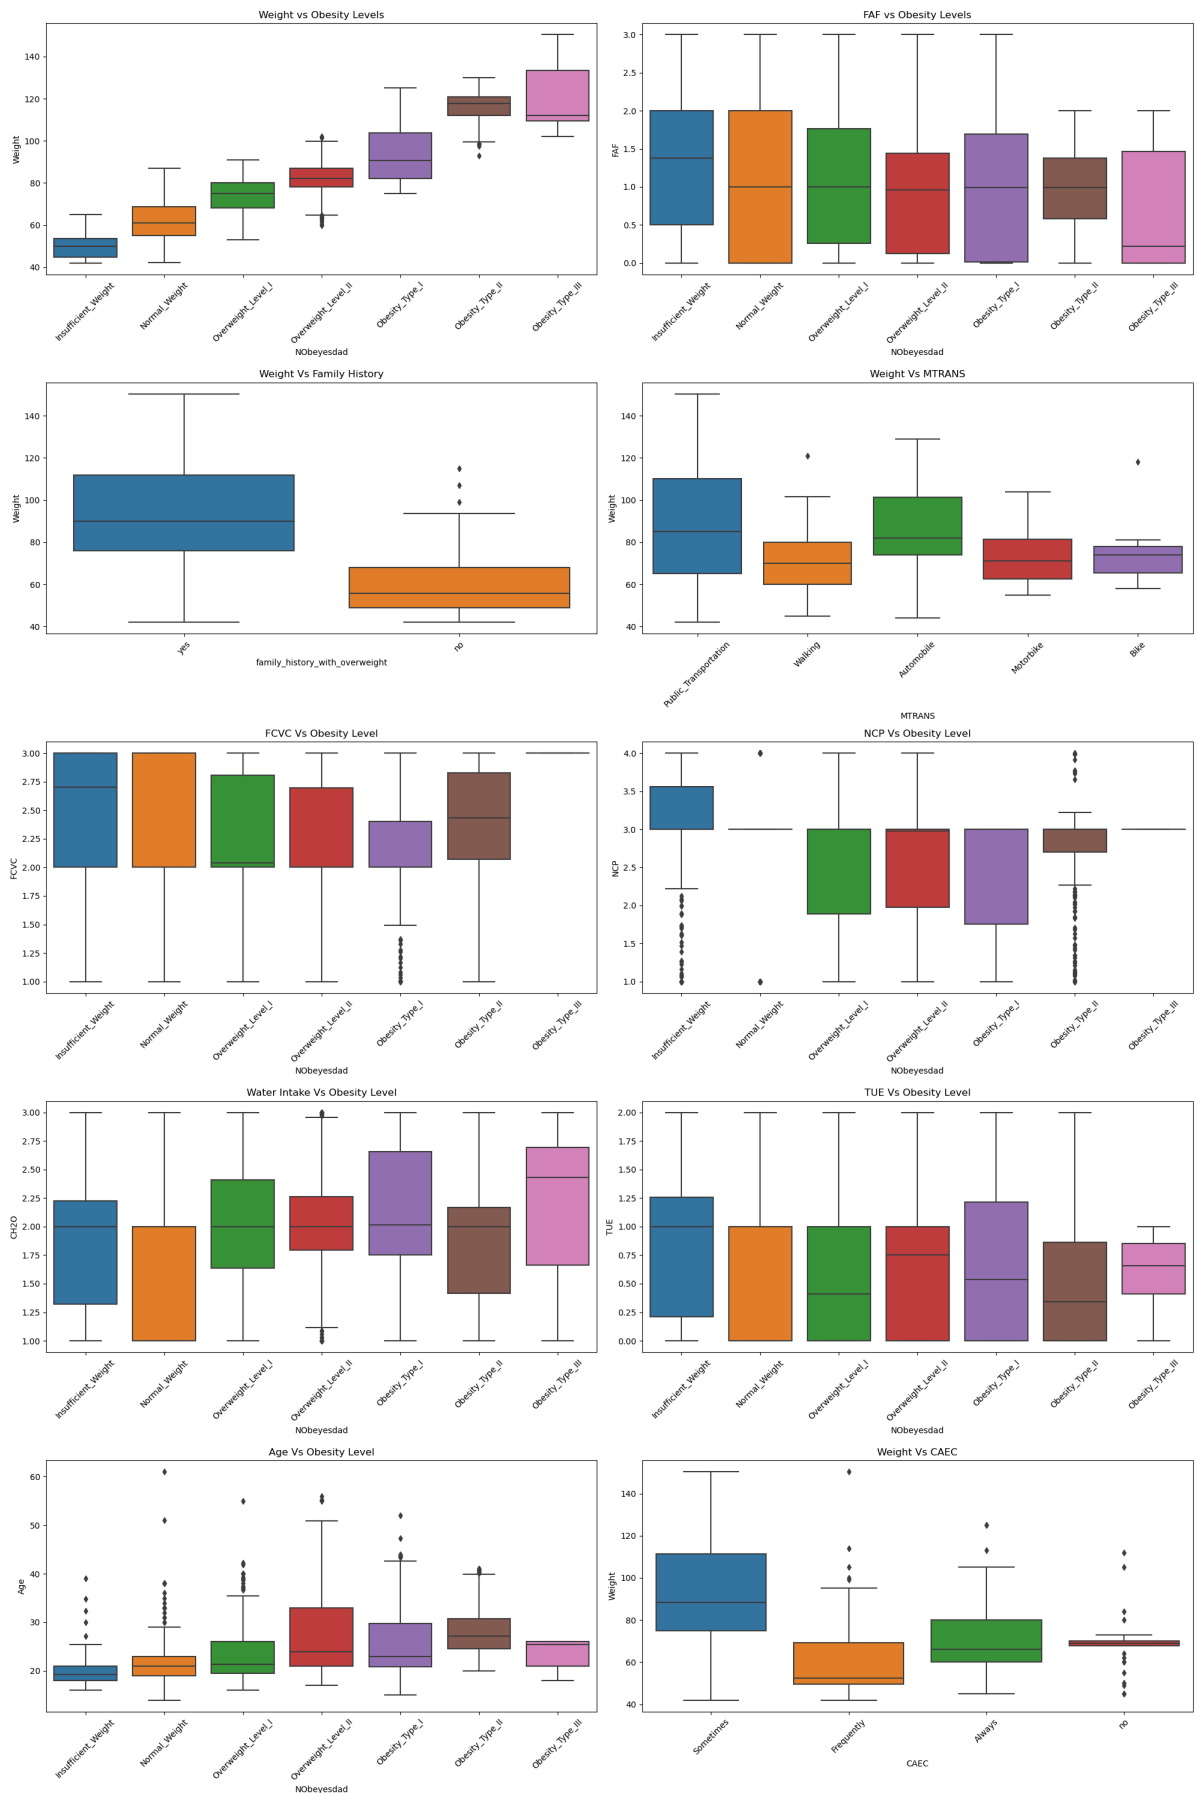 Weight vs Obesity Levels
Weight
140
120
100
80
60
40
Insufficient_Weight
Normal_Weight
Overweight_Level_I
Overweight_Level_II
Obesity_Type_I
Obesity_Type_II
Obesity_Type_III
NObeyesdad
FAF vs Obesity Levels
FAF
3.0
2.5
2.0
1.5
1.0
0.5
0.0
Insufficient_Weight
Normal_Weight
Overweight_Level_I
Overweight_Level_II
Obesity_Type_I
Obesity_Type_II
Obesity_Type_III
NObeyesdad
Weight Vs Family History
Weight
140
120
100
80
60
40
yes
no
family_history_with_overweight
Weight Vs MTRANS
Weight
140
120
100
80
60
40
Public_Transportation
Walking
Automobile
Motorbike
Bike
MTRANS
FCVC Vs Obesity Level
FCVC
3.00
2.75
2.50
2.25
2.00
1.75
1.50
1.25
1.00
Insufficient_Weight
Normal_Weight
Overweight_Level_I
Overweight_Level_II
Obesity_Type_I
Obesity_Type_II
Obesity_Type_III
NObeyesdad
NCP Vs Obesity Level
NCP
4.0
3.5
3.0
2.5
2.0
1.5
1.0
Insufficient_Weight
Normal_Weight
Overweight_Level_I
Overweight_Level_II
Obesity_Type_I
Obesity_Type_II
Obesity_Type_III
NObeyesdad
Water Intake Vs Obesity Level
CH2O
3.00
2.75
2.50
2.25
2.00
1.75
1.50
1.25
1.00
Insufficient_Weight
Normal_Weight
Overweight_Level_I
Overweight_Level_II
Obesity_Type_I
Obesity_Type_II
Obesity_Type_III
NObeyesdad
TUE Vs Obesity Level
TUE
2.00
1.75
1.50
1.25
1.00
0.75
0.50
0.25
0.00
Insufficient_Weight
Normal_Weight
Overweight_Level_I
Overweight_Level_II
Obesity_Type_I
Obesity_Type_II
Obesity_Type_III
NObeyesdad
Age Vs Obesity Level
Age
60
50
40
30
20
Insufficient_Weight
Normal_Weight
Overweight_Level_I
Overweight_Level_II
Obesity_Type_I
Obesity_Type_II
Obesity_Type_III
NObeyesdad
Weight Vs CAEC
Weight
140
120
100
80
60
40
Sometimes
Frequently
Always
no
CAEC